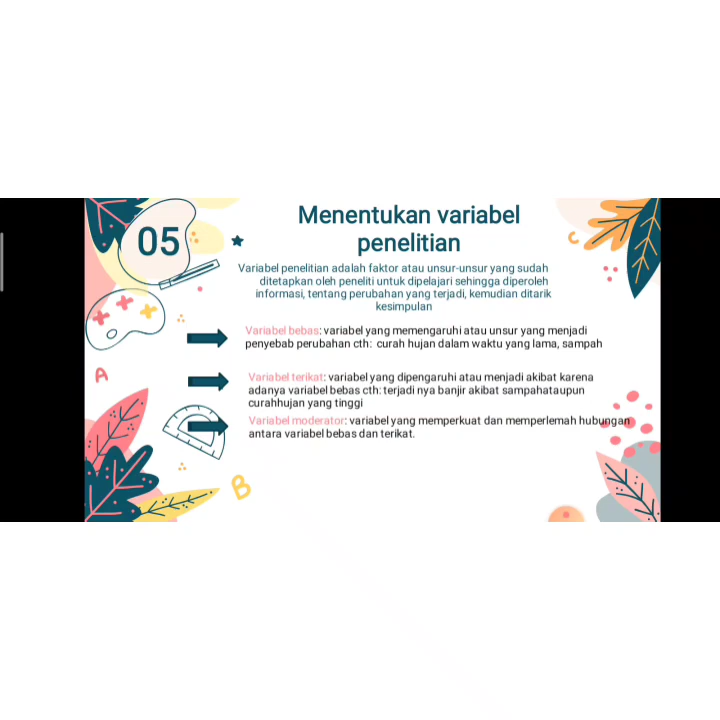 05
Menentukan variabel
penelitian
Variabel penelitian adalah faktor atau unsur-unsur yang sudah
ditetapkan oleh peneliti untuk dipelajari sehingga diperoleh
informasi, tentang perubahan yang terjadi, kemudian ditarik
kesimpulan
Variabel bebas: variabel yang memengaruhi atau unsur yang menjadi
penyebab perubahan cth: curah hujan dalam waktu yang lama, sampah
Variabel terikat: variabel yang dipengaruhi atau menjadi akibat karena
adanya variabel bebas cth: terjadi nya banjir akibat sampahataupun
curahhujan yang tinggi
Variabel moderator: variabel yang memperkuat dan memperlemah hubungan
antara variabel bebas dan terikat.
A
B
C